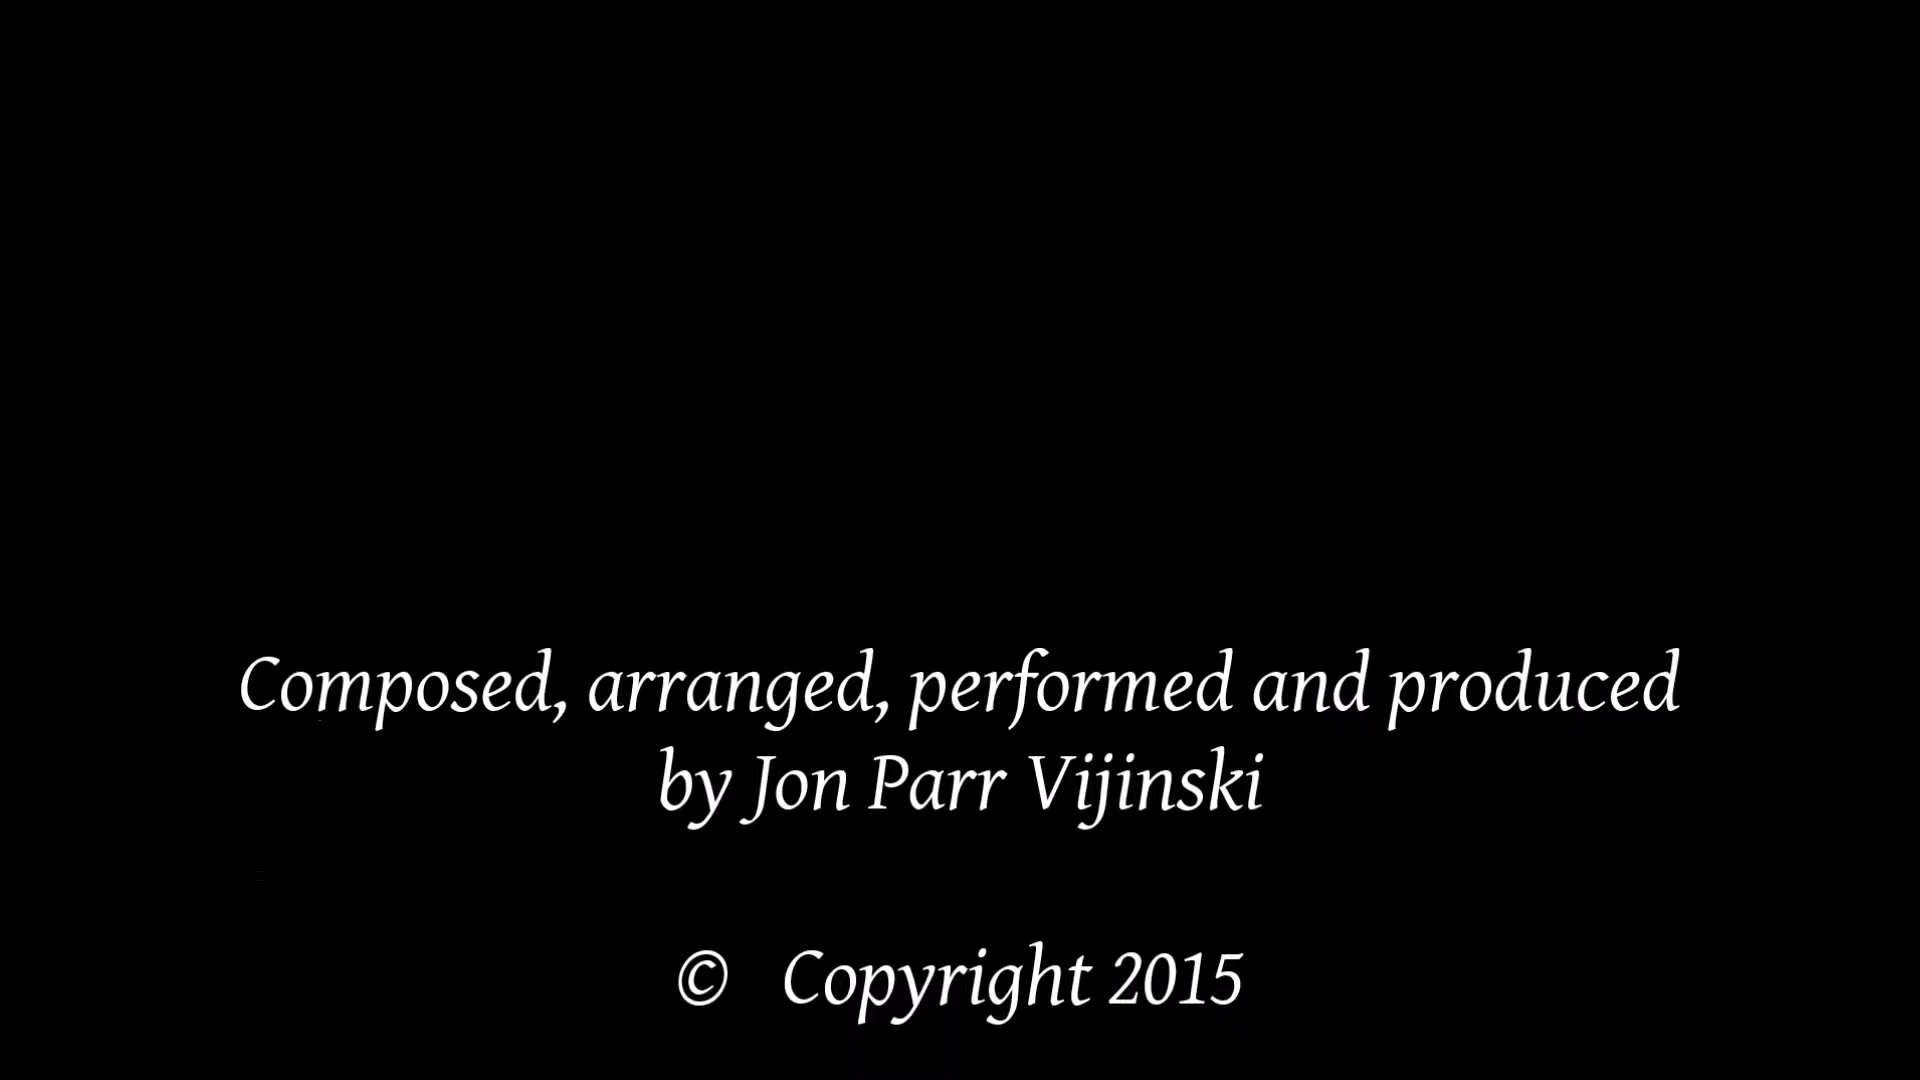 Composed, arranged, performed and produced
by Jon Parr Vijinski
© Copyright 2015